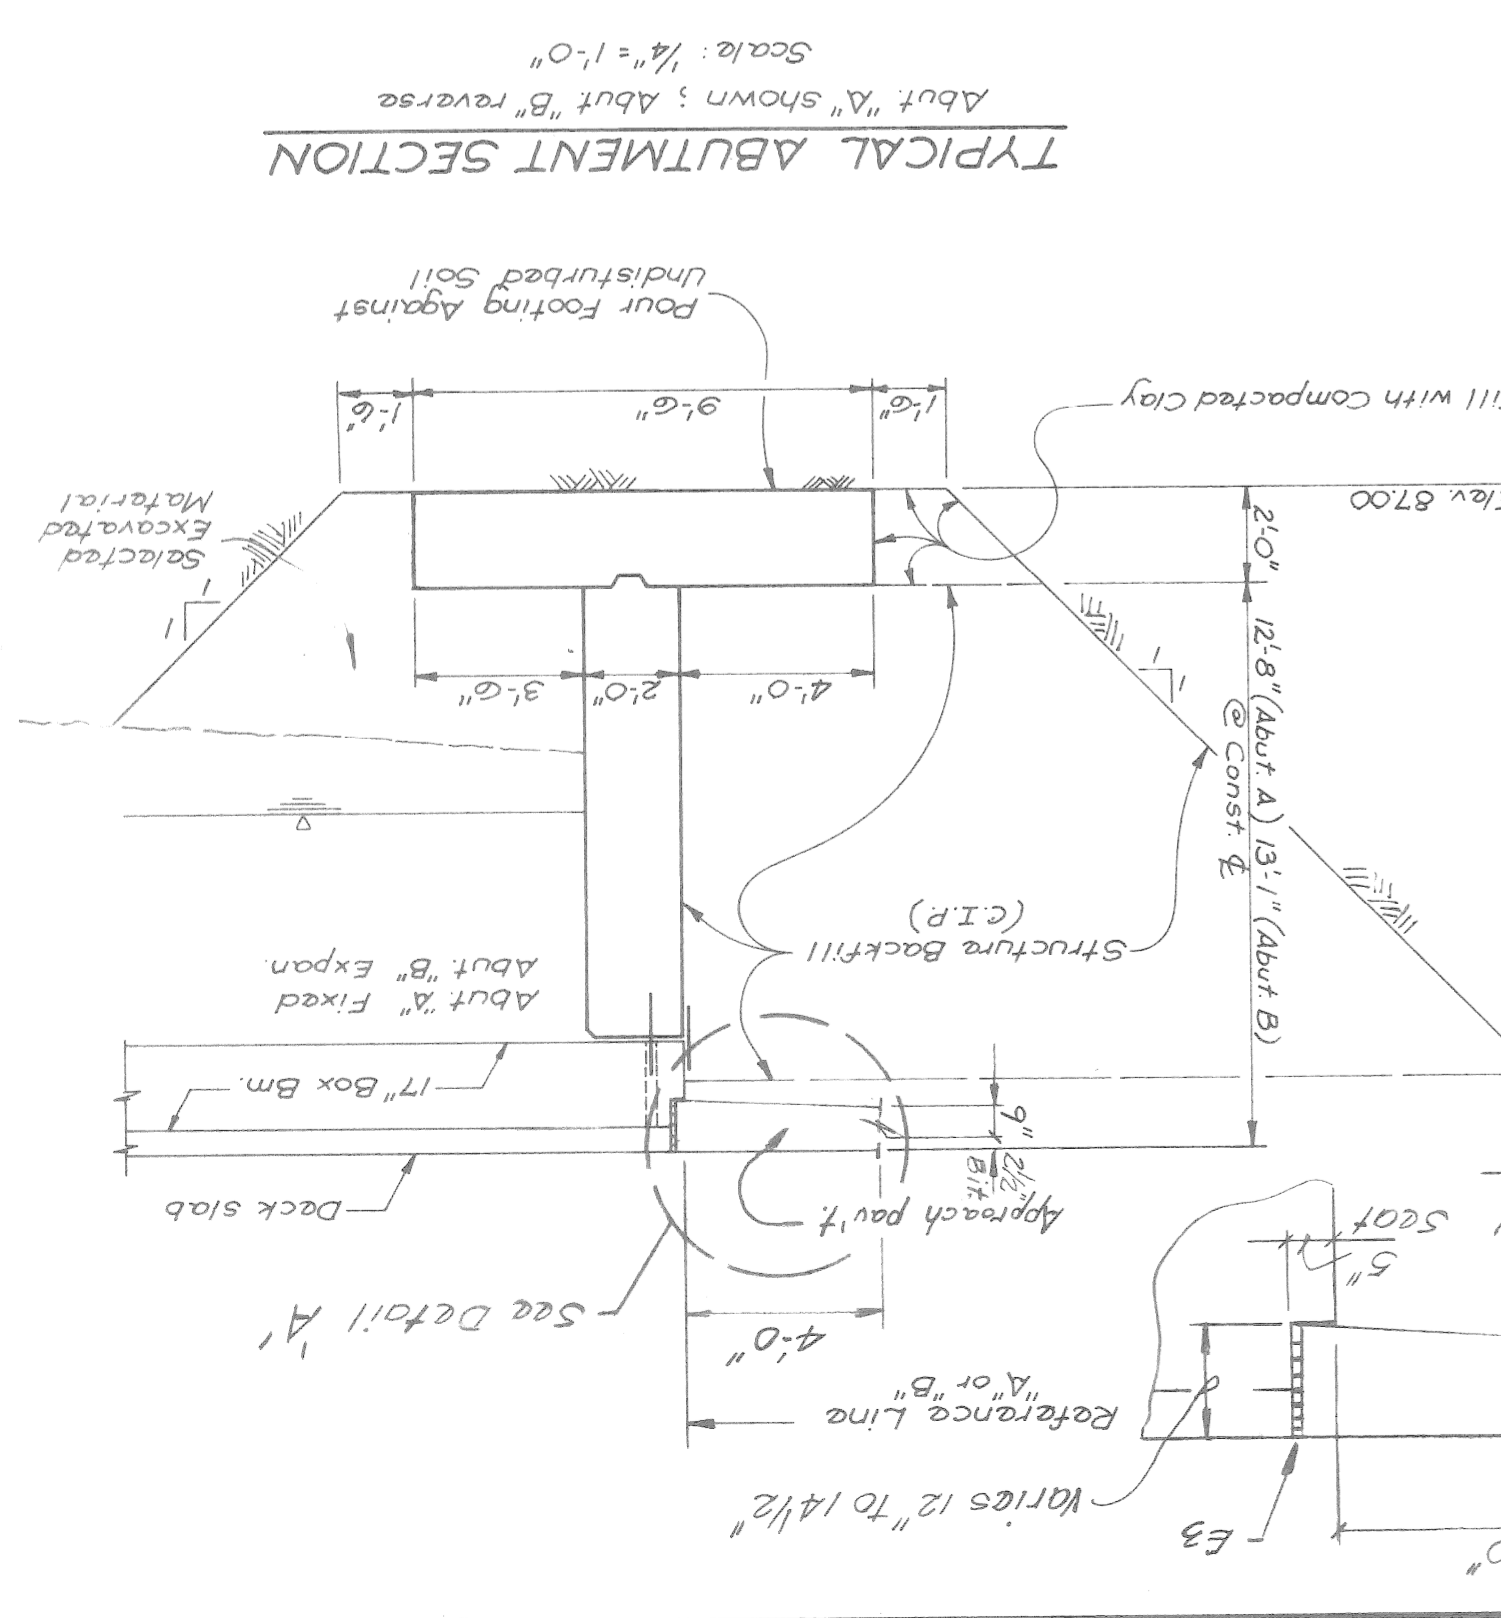 E3
Varies 12" To 14½"
Reference Line
"A" or "B"
4'-0"
See Detail 'A'
5"
Seat
Approach pav't.
Deck slab
2½"
Bit.
9"
17" Box Bm.
Abut. "A" Fixed
Abut. "B" Expan.
Structure Backfill
(C.I.P.)
12'-8" (Abut. A) 13'-1" (Abut. B)
@ Const. ℄
4'-0"
2'-0"
3'-6"
1
1
1
1
2'-0"
Selected
Excavated
Material
Elev. 87.00
ill with Compacted Clay
1'-6"
9'-6"
1'-6"
Pour Footing Against
Undisturbed Soil
TYPICAL ABUTMENT SECTION
Abut. "A" shown ; Abut. "B" reverse
Scale: ¼" = 1'-0"